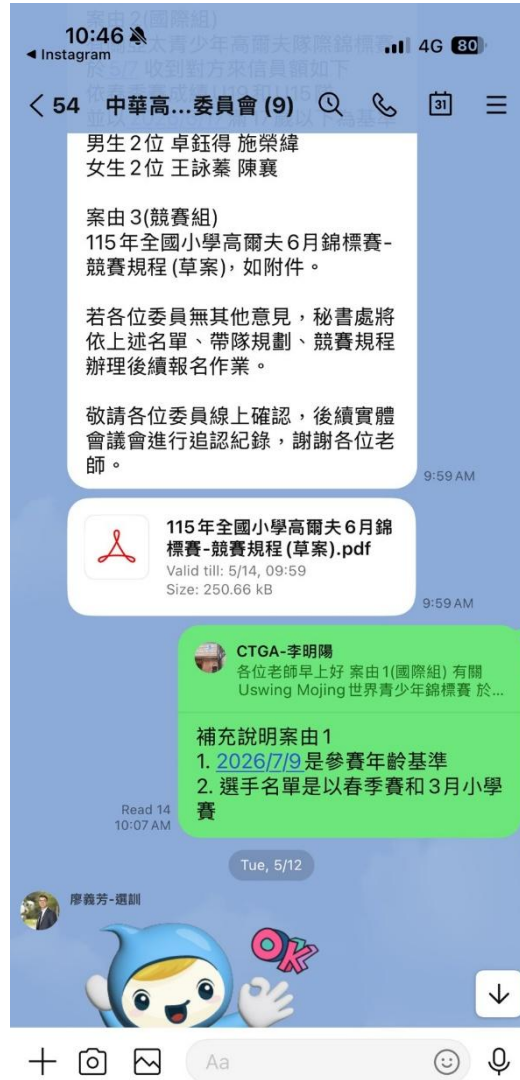 10:46
Instagram
4G 80
54 中華高...委員會 (9)
31
男生2位 卓鈺得 施榮緯
女生2位 王詠蓁 陳襄
案由3(競賽組)
115年全國小學高爾夫6月錦標賽-
競賽規程(草案),如附件。
若各位委員無其他意見,秘書處將
依上述名單、帶隊規劃、競賽規程
辦理後續報名作業。
敬請各位委員線上確認,後續實體
會議會進行追認紀錄,謝謝各位老
師。
9:59 AM
115年全國小學高爾夫6月錦
標賽-競賽規程(草案).pdf
Valid till: 5/14, 09:59
Size: 250.66 kB
9:59 AM
CTGA-李明陽
各位老師早上好 案由1(國際組) 有關
Uswing Mojing世界青少年錦標賽 於...
補充說明案由1
1. 2026/7/9是參賽年齡基準
2. 選手名單是以春季賽和3月小學
賽
Read 14
10:07 AM
Tue, 5/12
廖義芳-選訓
OK
Aa